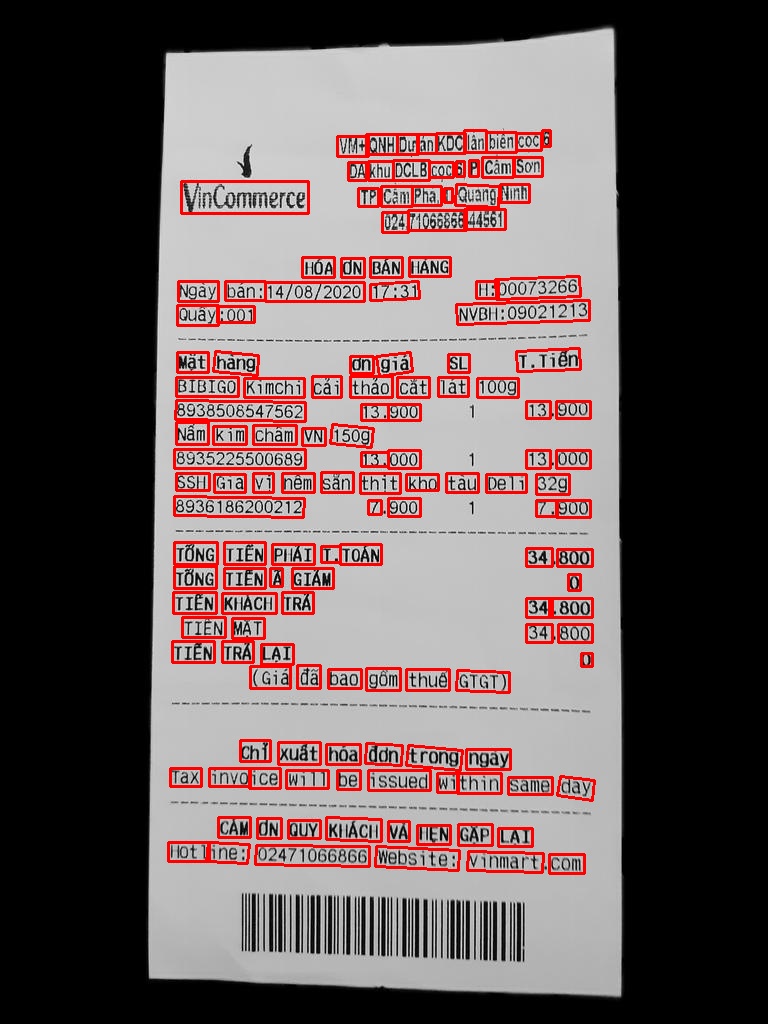 VinCommerce
VM+ QNH Dự án KDC lấn biển cọc 6
DA khu DCLB cọc 6, P. Cẩm Sơn
TP. Cẩm Phả, Quảng Ninh
02471066866 44561
HÓA ĐƠN BÁN HÀNG
Ngày bán:14/08/2020 17:31 H:00073266
Quầy:001 NVBH:09021213
Mặt hàng Đơn giá SL T.Tiền
BIBIGO Kimchi cải thảo cắt lát 100g
8938508547562 13.900 1 13.900
Nấm kim châm VN 150g
8935225500689 13.000 1 13.000
SSH Gia vị nêm sẵn thịt kho tàu Deli 32g
8936186200212 7.900 1 7.900
TỔNG TIỀN PHẢI T.TOÁN 34.800
TỔNG TIỀN ĐÃ GIẢM 0
TIỀN KHÁCH TRẢ 34.800
TIỀN MẶT 34.800
TIỀN TRẢ LẠI 0
(Giá đã bao gồm thuế GTGT)
Chỉ xuất hóa đơn trong ngày
Tax invoice will be issued within same day
CẢM ƠN QUÝ KHÁCH VÀ HẸN GẶP LẠI
Hotline: 02471066866 Website: vinmart.com